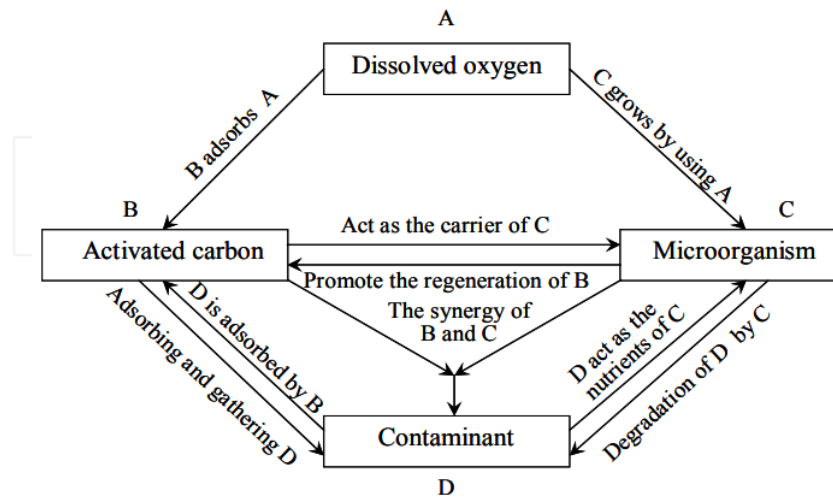 A
Dissolved oxygen
B adsorbs A
C grows by using A
B
C
Activated carbon
Act as the carrier of C
Microorganism
Promote the regeneration of B
The synergy of
B and C
Adsorbing and gathering D
D is adsorbed by B
D act as the
nutrients of C
Degradation of D by C
Contaminant
D